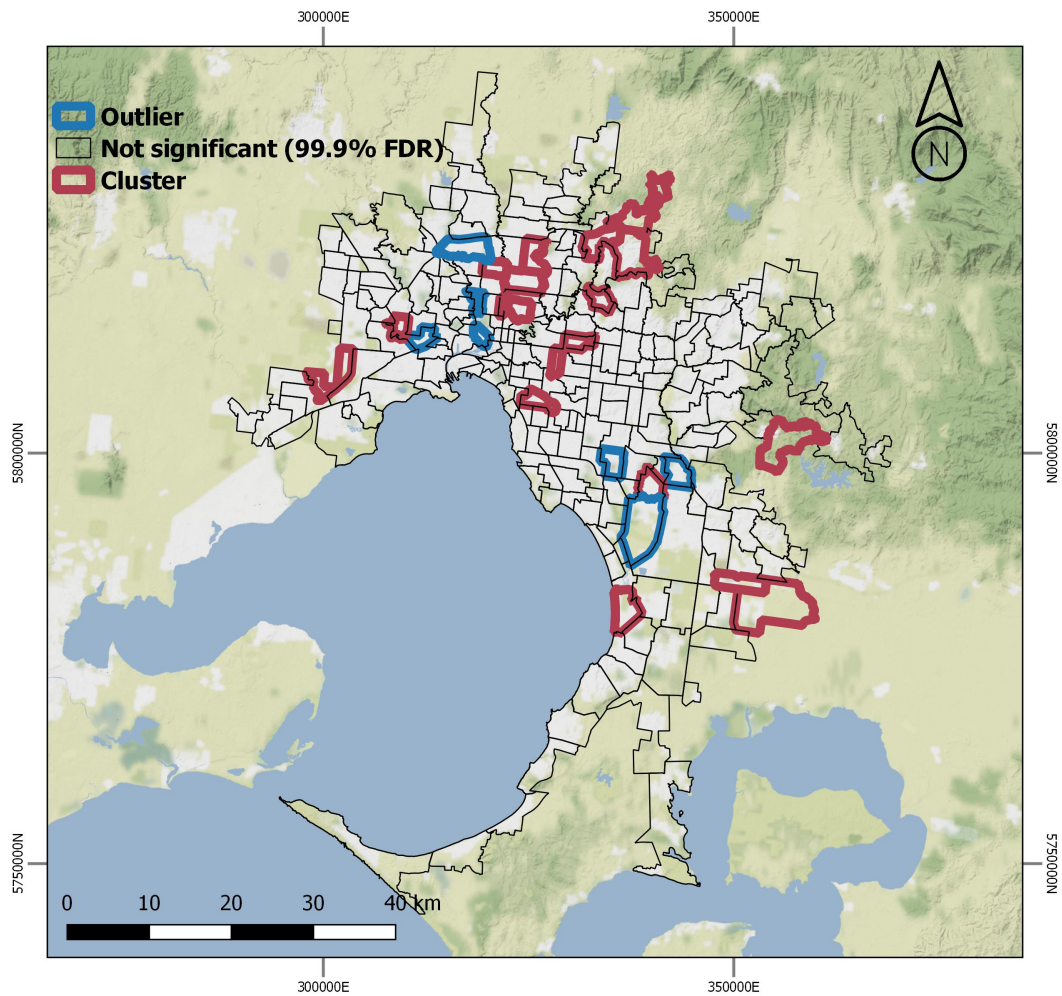 300000E 350000E
Outlier
Not significant (99.9% FDR)
Cluster
N
5800000N 5800000N
5750000N 5750000N
0 10 20 30 40 km
300000E 350000E